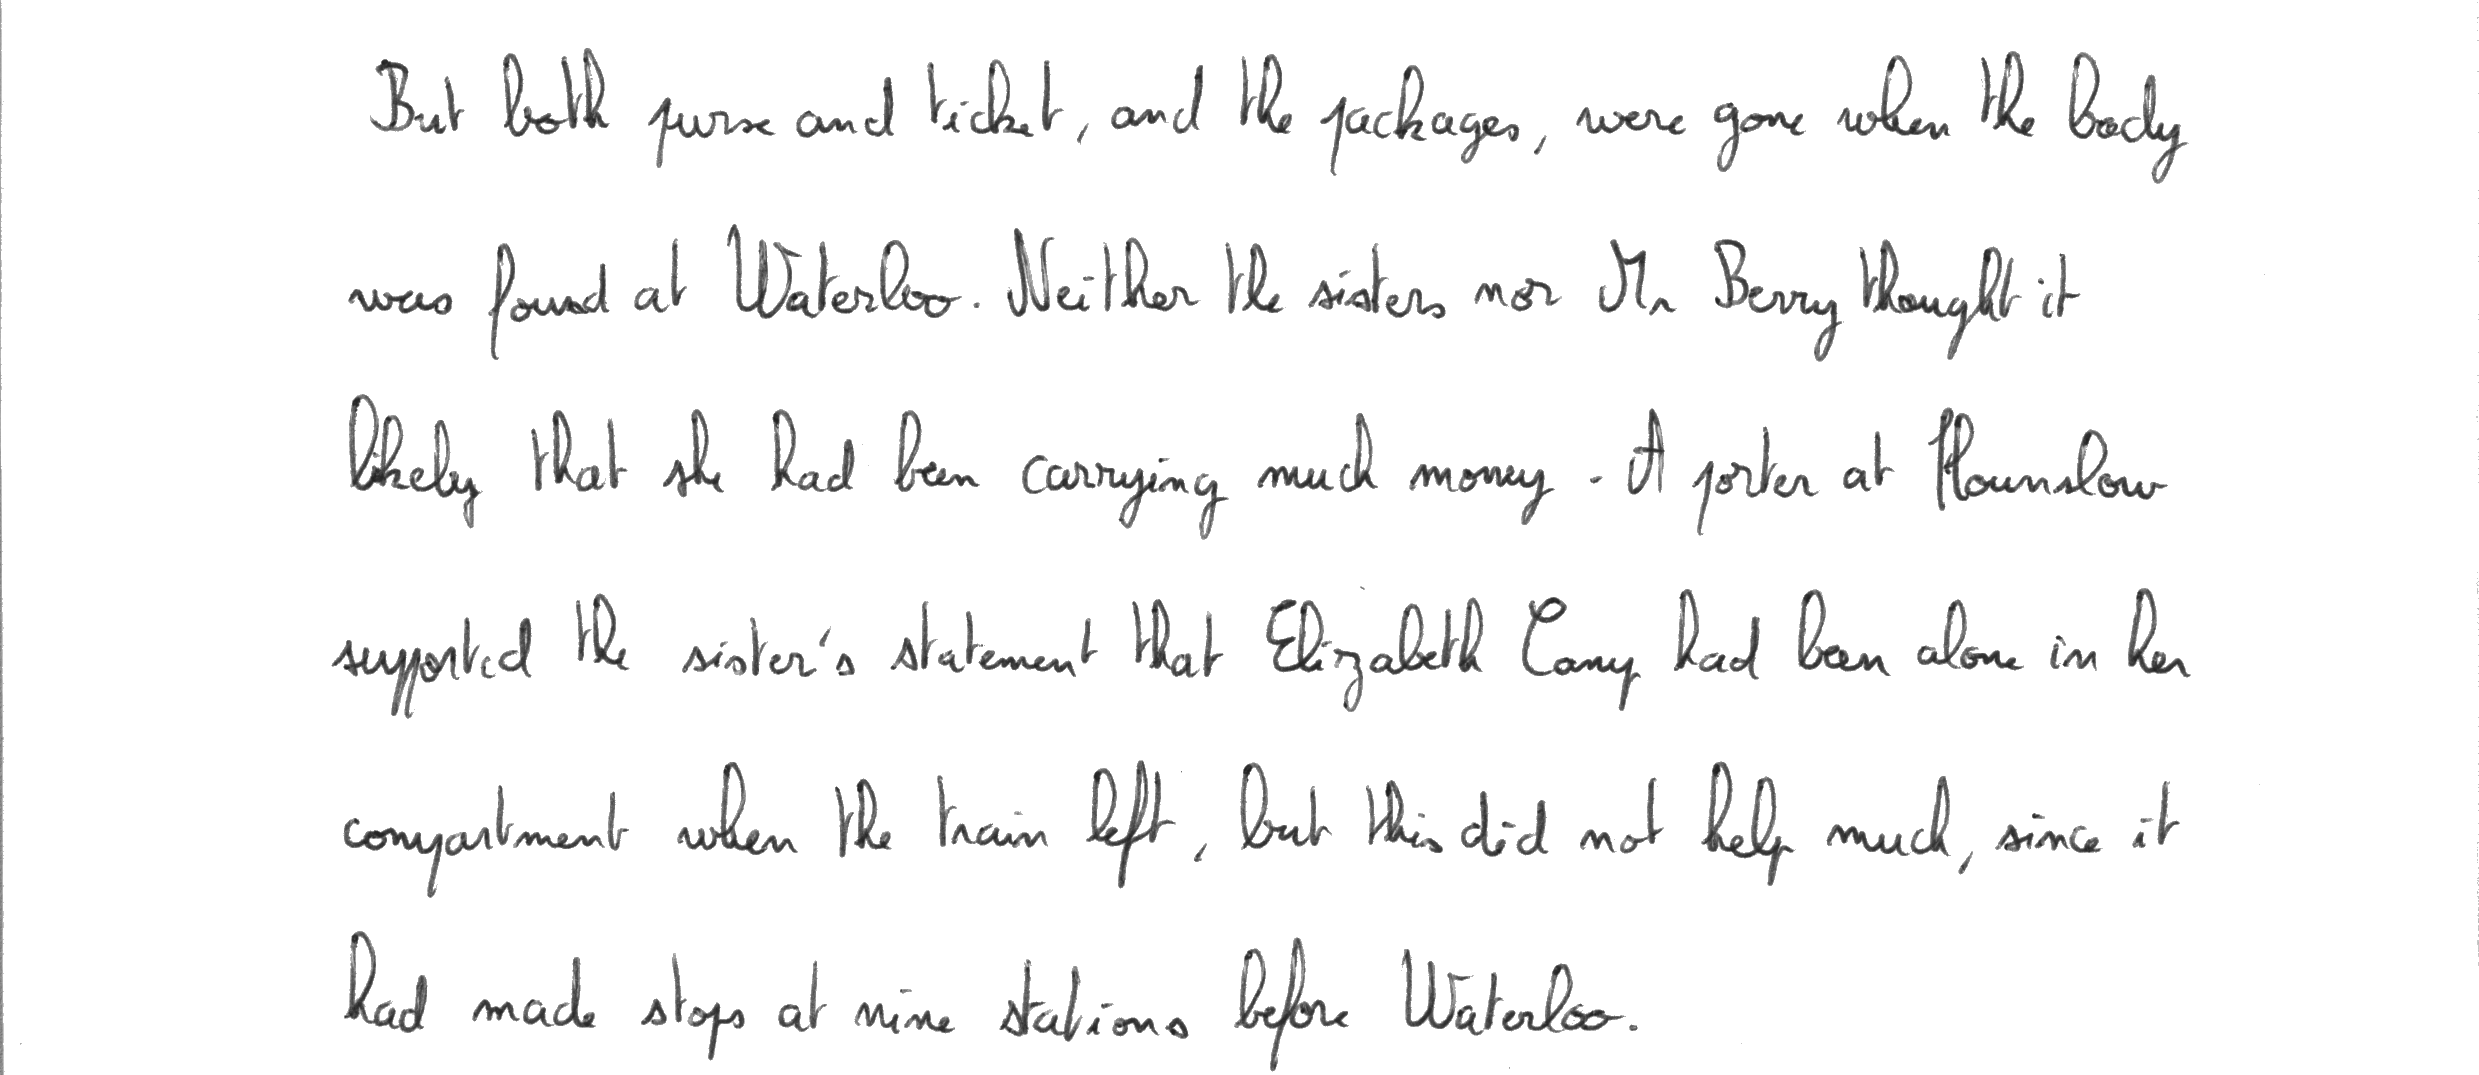 But both purse and ticket, and the packages, were gone when the body
was found at Waterloo. Neither the sisters nor Mr Berry thought it
likely that she had been carrying much money. A porter at Hounslow
supported the sister's statement that Elizabeth Camp had been alone in her
compartment when the train left, but this did not help much, since it
had made stops at nine stations before Waterloo.